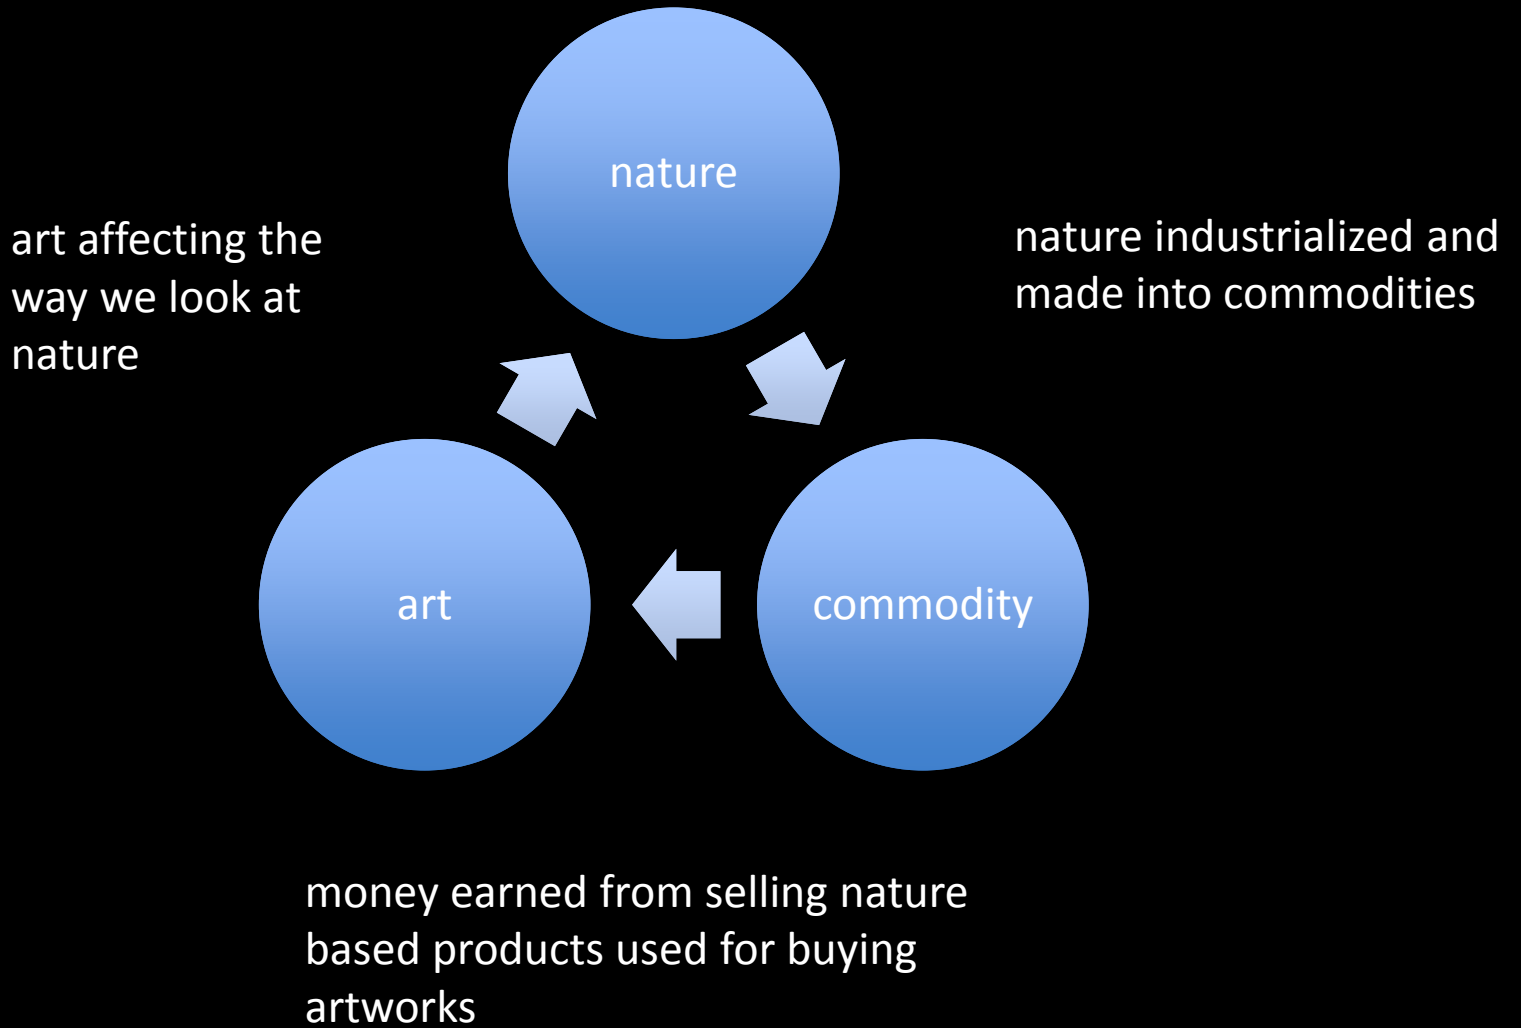 nature
art affecting the
way we look at
nature
nature industrialized and
made into commodities
art
commodity
money earned from selling nature
based products used for buying
artworks